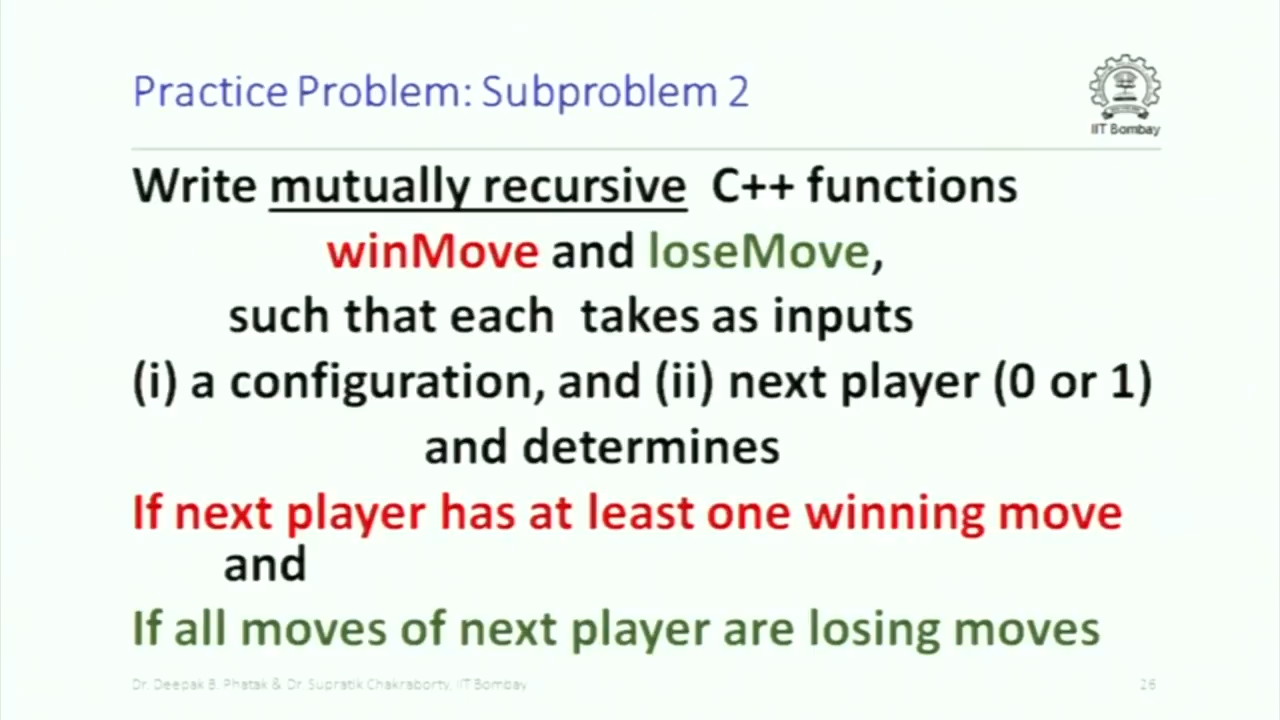 Practice Problem: Subproblem 2
IIT Bombay
Write mutually recursive C++ functions
winMove and loseMove,
such that each takes as inputs
(i) a configuration, and (ii) next player (0 or 1)
and determines
If next player has at least one winning move
and
If all moves of next player are losing moves
Dr. Deepak B. Phatak & Dr. Supratik Chakraborty, IIT Bombay
26